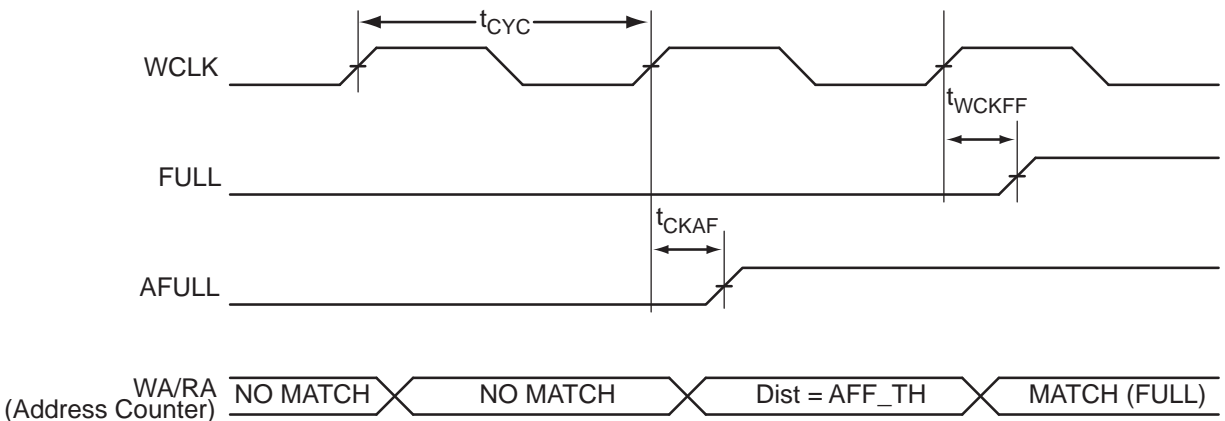 tCYC
WCLK
tWCKFF
FULL
tCKAF
AFULL
WA/RA
(Address Counter)
NO MATCH
NO MATCH
Dist = AFF_TH
MATCH (FULL)